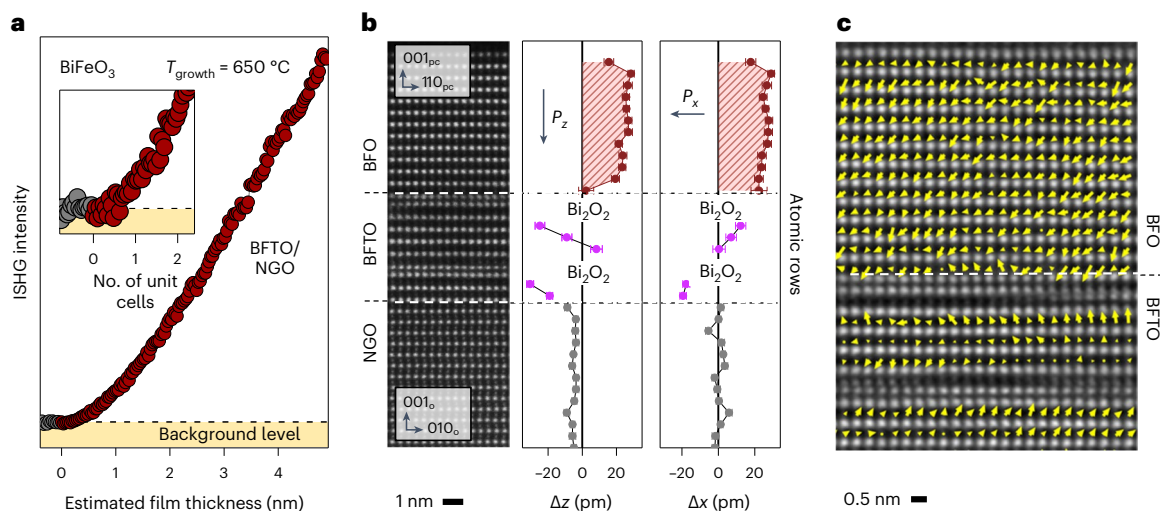 a
BiFeO3
Tgrowth = 650 °C
ISHG intensity
0 1 2
No. of unit
cells
BFTO/
NGO
Background level
0 1 2 3 4
Estimated film thickness (nm)
b
001pc
110pc
BFO
BFTO
NGO
001o
010o
1 nm
Pz
Bi2O2
Bi2O2
−20 0 20
Δz (pm)
Px
Bi2O2
Bi2O2
−20 0 20
Δx (pm)
Atomic rows
c
BFO
BFTO
0.5 nm